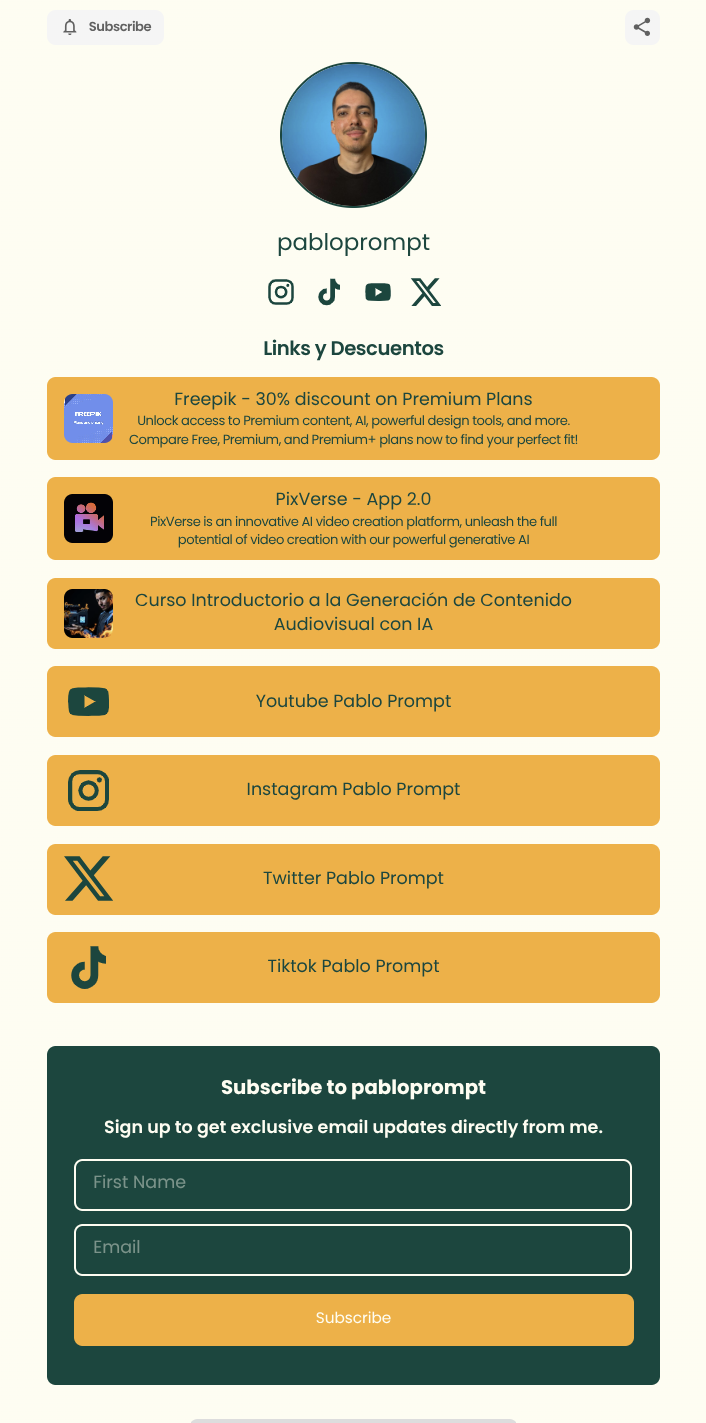 Subscribe
pabloprompt
Links y Descuentos
FREEPIK
Freepik - 30% discount on Premium Plans
Unlock access to Premium content, AI, powerful design tools, and more.
Compare Free, Premium, and Premium+ plans now to find your perfect fit!
PixVerse - App 2.0
PixVerse is an innovative AI video creation platform, unleash the full
potential of video creation with our powerful generative AI
Curso Introductorio a la Generación de Contenido
Audiovisual con IA
Youtube Pablo Prompt
Instagram Pablo Prompt
Twitter Pablo Prompt
Tiktok Pablo Prompt
Subscribe to pabloprompt
Sign up to get exclusive email updates directly from me.
First Name
Email
Subscribe